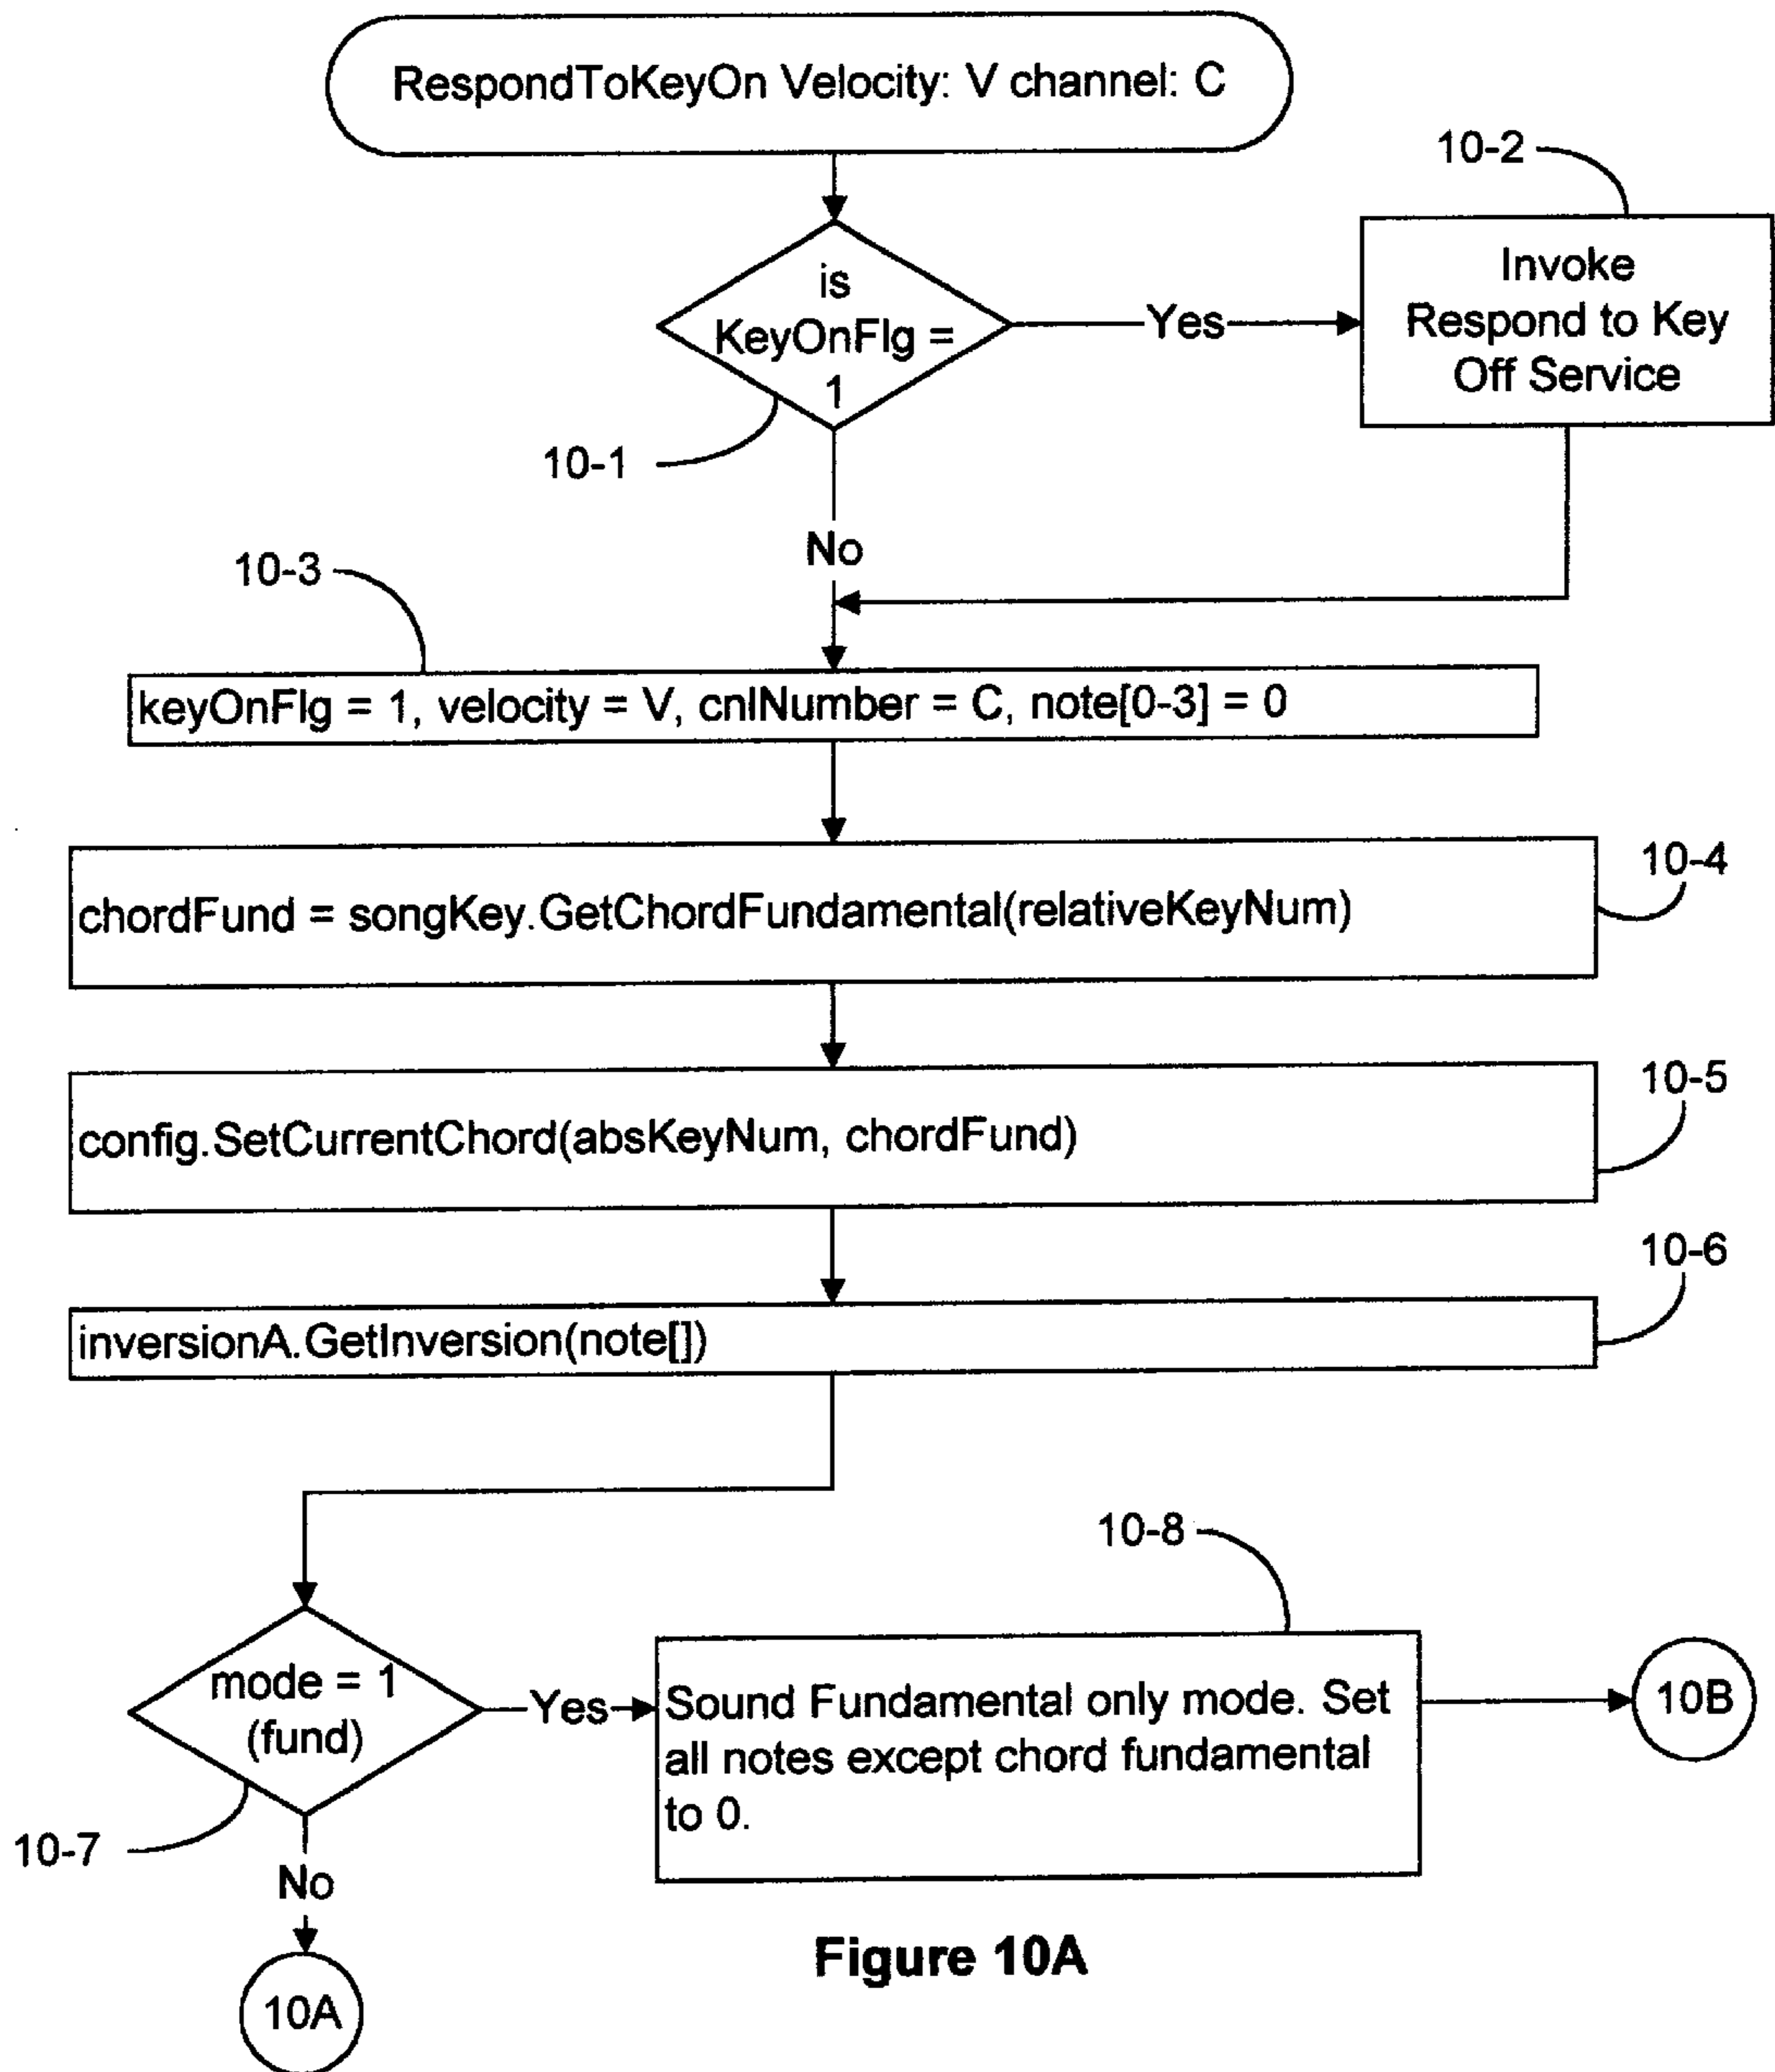 RespondToKeyOn Velocity: V channel: C
10-2
is
KeyOnFlg =
1
Yes
Invoke
Respond to Key
Off Service
10-1
No
10-3
keyOnFlg = 1, velocity = V, cnlNumber = C, note[0-3] = 0
10-4
chordFund = songKey.GetChordFundamental(relativeKeyNum)
10-5
config.SetCurrentChord(absKeyNum, chordFund)
10-6
inversionA.GetInversion(note[])
10-8
mode = 1
(fund)
Yes
Sound Fundamental only mode. Set
all notes except chord fundamental
to 0.
10B
10-7
No
10A
Figure 10A